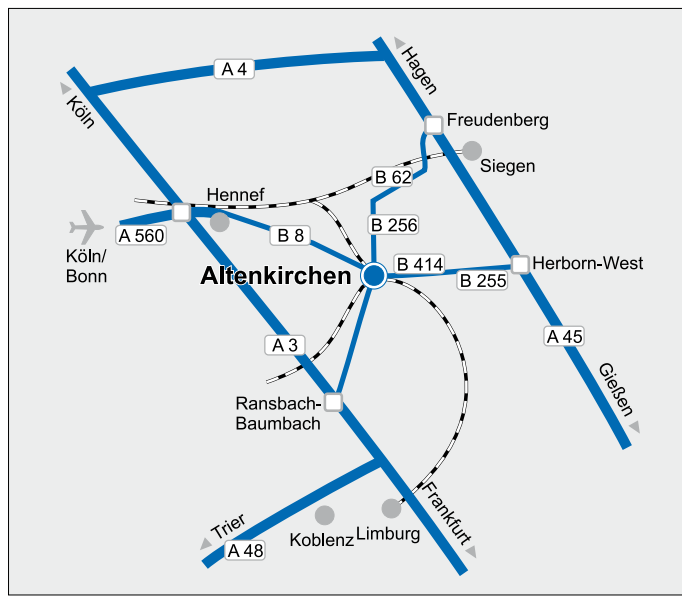 Hagen
A 4
Köln
Freudenberg
Siegen
B 62
Hennef
B 256
B 8
A 560
Köln/
Bonn
Altenkirchen
B 414
Herborn-West
B 255
A 3
A 45
Gießen
Ransbach-
Baumbach
Frankfurt
Trier
Koblenz
Limburg
A 48